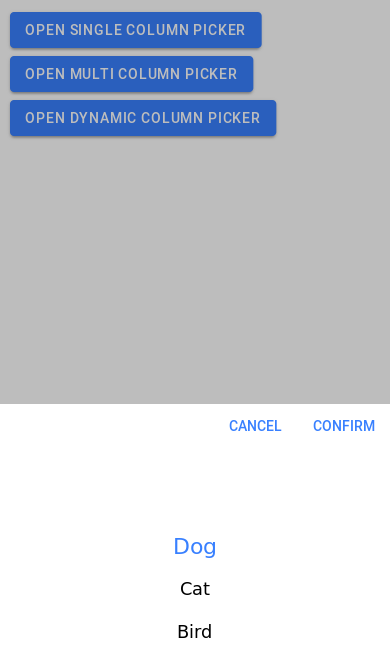 OPEN SINGLE COLUMN PICKER
OPEN MULTI COLUMN PICKER
OPEN DYNAMIC COLUMN PICKER
CANCEL CONFIRM
Dog
Cat
Bird